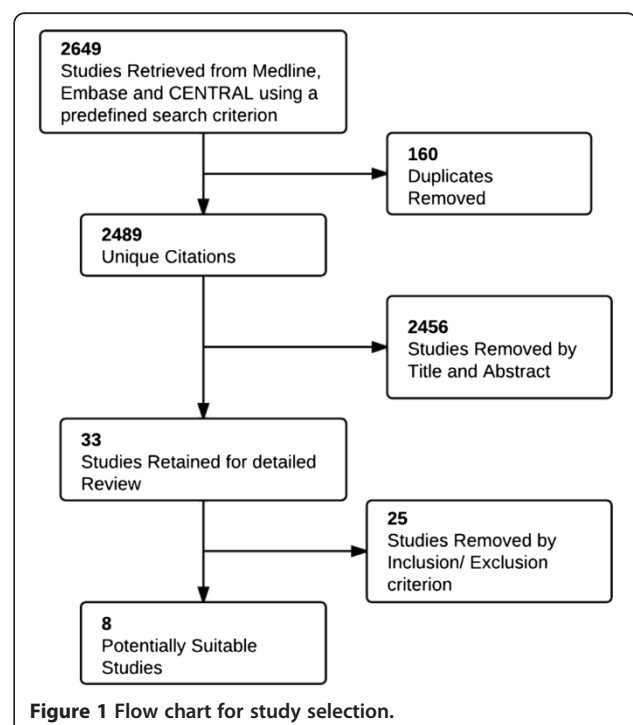 2649
Studies Retrieved from Medline,
Embase and CENTRAL using a
predefined search criterion
160
Duplicates
Removed
2489
Unique Citations
2456
Studies Removed by
Title and Abstract
33
Studies Retained for detailed
Review
25
Studies Removed by
Inclusion/ Exclusion
criterion
8
Potentially Suitable
Studies
Figure 1 Flow chart for study selection.